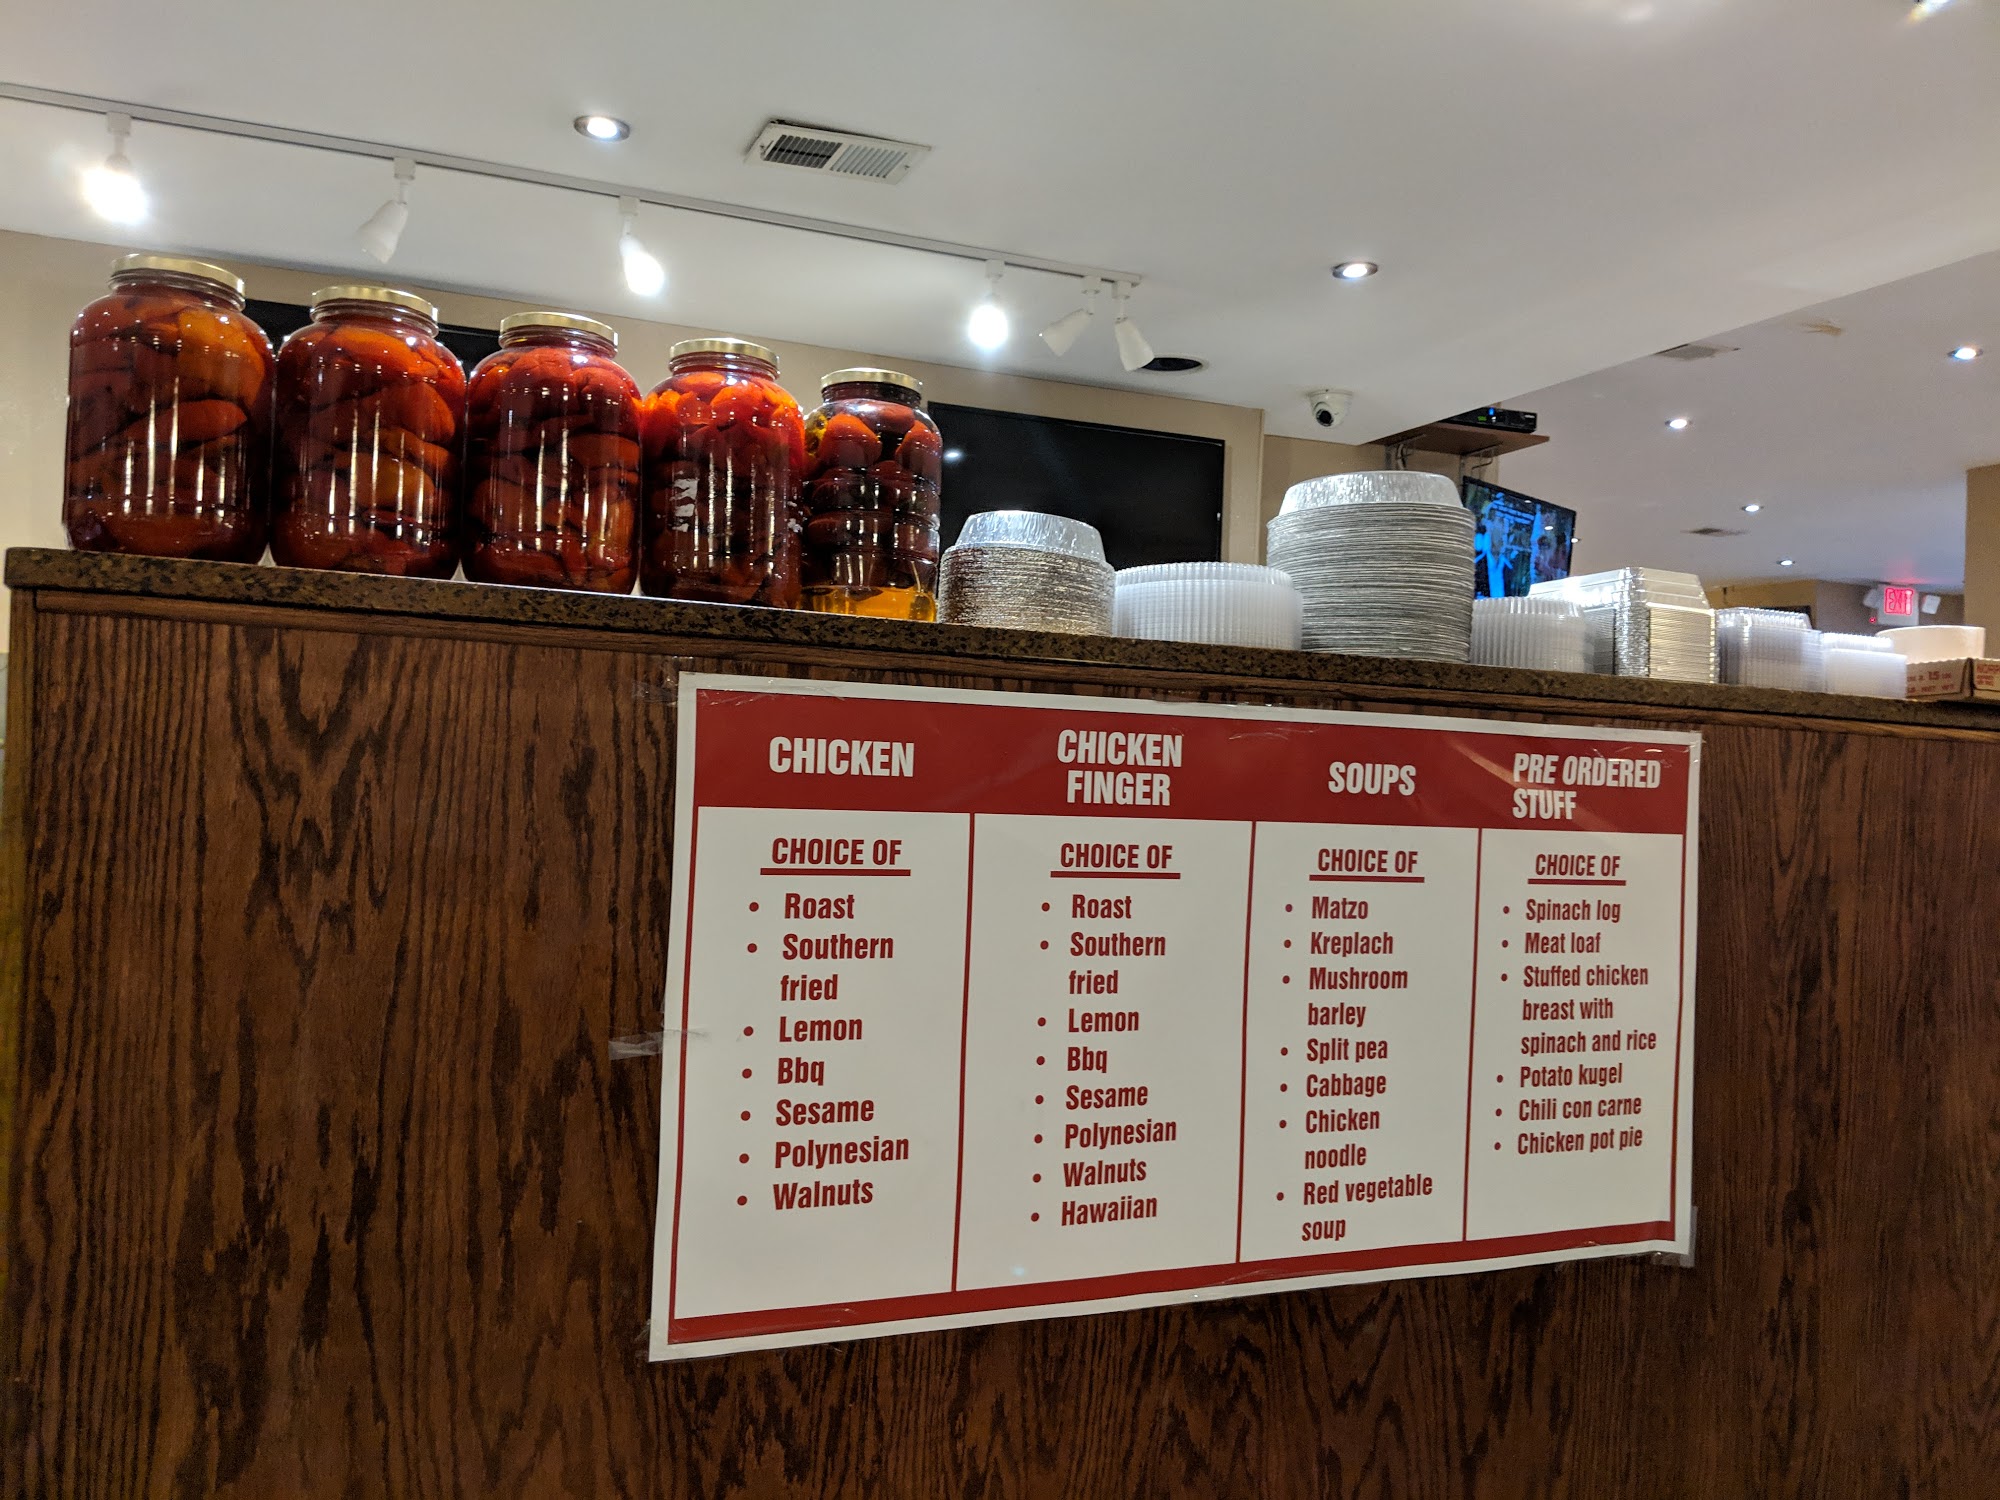 CHICKEN
CHOICE OF
• Roast
• Southern
fried
• Lemon
• Bbq
• Sesame
• Polynesian
• Walnuts
CHICKEN
FINGER
CHOICE OF
• Roast
• Southern
fried
• Lemon
• Bbq
• Sesame
• Polynesian
• Walnuts
• Hawaiian
SOUPS
CHOICE OF
• Matzo
• Kreplach
• Mushroom
barley
• Split pea
• Cabbage
• Chicken
noodle
• Red vegetable
soup
PRE ORDERED
STUFF
CHOICE OF
• Spinach log
• Meat loaf
• Stuffed chicken
breast with
spinach and rice
• Potato kugel
• Chili con carne
• Chicken pot pie
EXIT